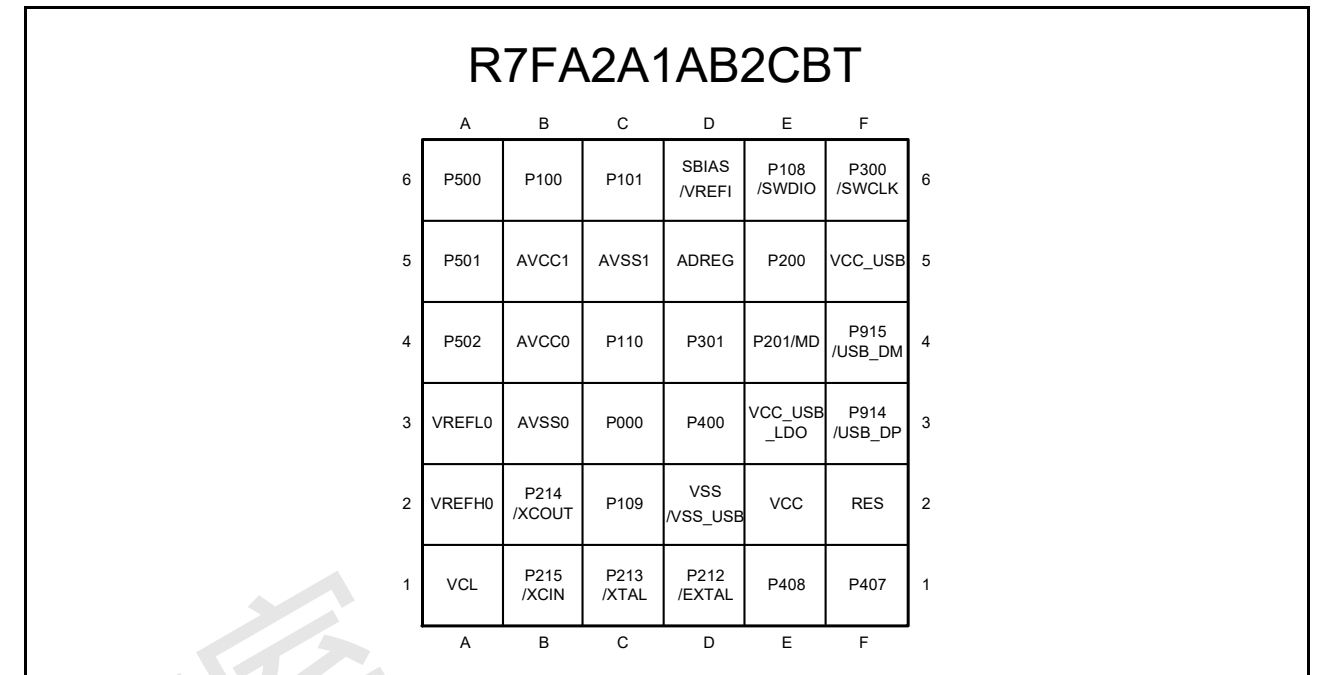 R7FA2A1AB2CBT
A B C D E F
6 P500 P100 P101 SBIAS /VREFI P108 /SWDIO P300 /SWCLK 6
5 P501 AVCC1 AVSS1 ADREG P200 VCC_USB 5
4 P502 AVCC0 P110 P301 P201/MD P915 /USB_DM 4
3 VREFL0 AVSS0 P000 P400 VCC_USB _LDO P914 /USB_DP 3
2 VREFH0 P214 /XCOUT P109 VSS /VSS_USB VCC RES 2
1 VCL P215 /XCIN P213 /XTAL P212 /EXTAL P408 P407 1
A B C D E F